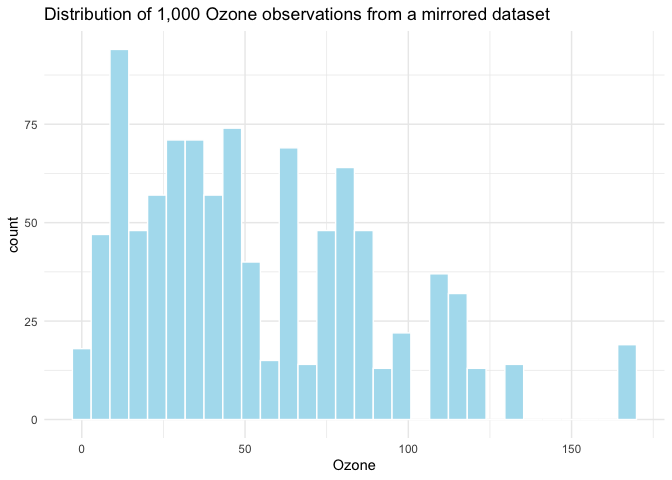 Distribution of 1,000 Ozone observations from a mirrored dataset
75
50
25
0
count
0 50 100 150
Ozone